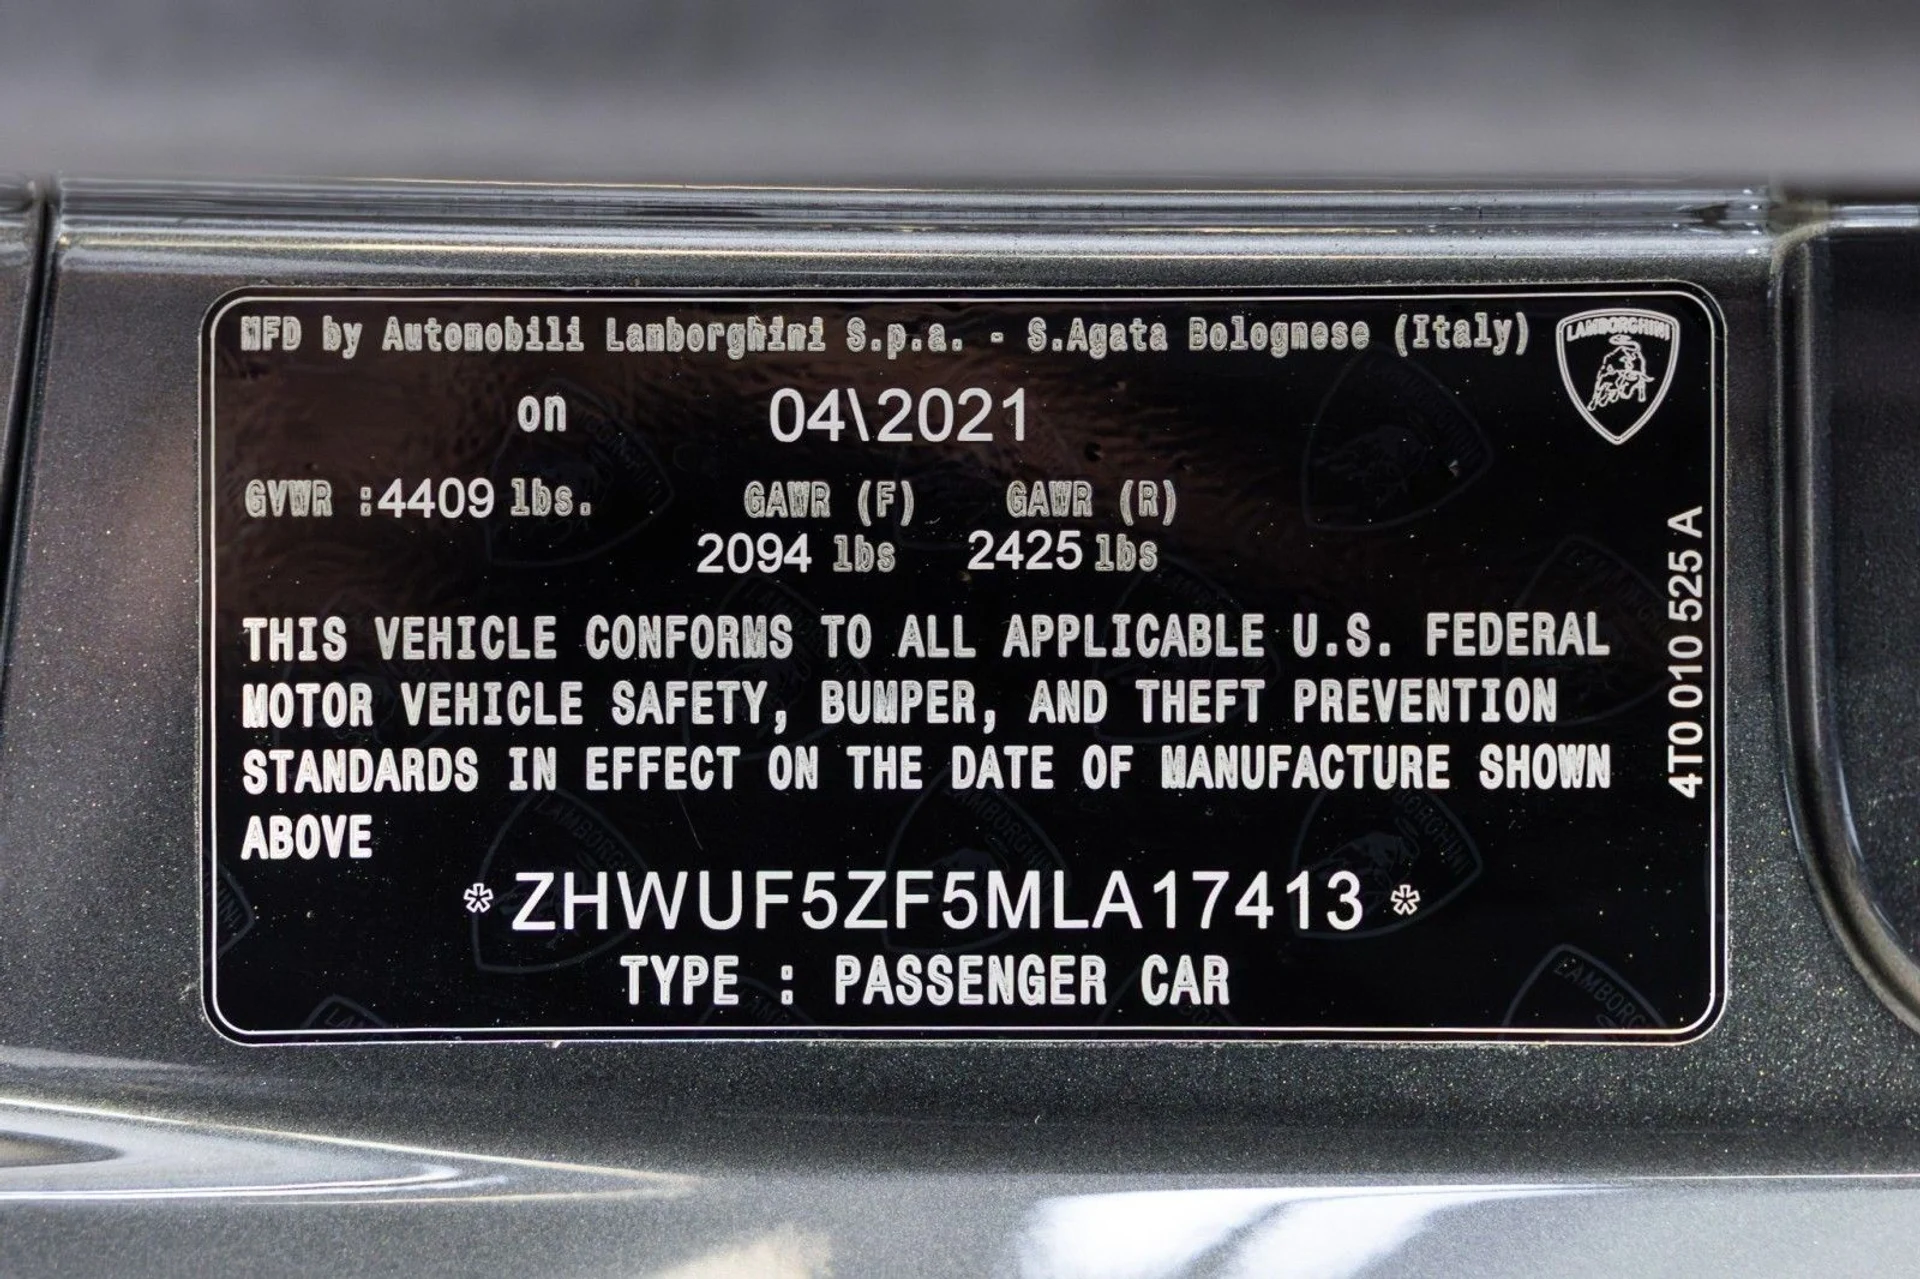 MFD by Automobili Lamborghini S.p.a. - S.Agata Bolognese (Italy)
LAMBORGHINI
on 04\2021
GVWR :4409 lbs. GAWR (F) GAWR (R)
2094 lbs 2425 lbs
THIS VEHICLE CONFORMS TO ALL APPLICABLE U.S. FEDERAL
MOTOR VEHICLE SAFETY, BUMPER, AND THEFT PREVENTION
STANDARDS IN EFFECT ON THE DATE OF MANUFACTURE SHOWN
ABOVE
*ZHWUF5ZF5MLA17413*
TYPE : PASSENGER CAR
4T0 010 525 A